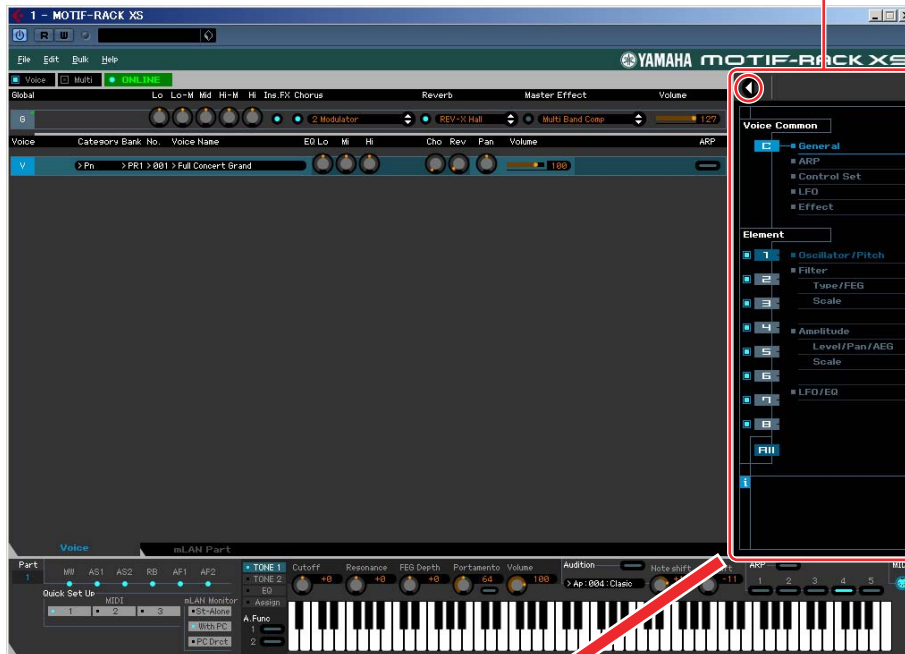 1 - MOTIF-RACK XS
R W
File Edit Bulk Help
YAMAHA MOTIF-RACK XS
Voice Multi ONLINE
Global Lo Lo-M Mid Hi-M Hi Ins.FX Chorus Reverb Master Effect Volume
G 2 Modulator REV-X Hall Multi Band Comp 127
Voice Category Bank No. Voice Name EQ Lo Mi Hi Cho Rev Pan Volume ARP
V > Pn > PR1 > 001 > Full Concert Grand 100
Voice Common
C General
ARP
Control Set
LFO
Effect
Element
1 Oscillator/Pitch
2 Filter
Type/FEG
3 Scale
4 Amplitude
5 Level/Pan/AEG
Scale
6
7 LFO/EQ
8
All
i
Voice mLAN Part
Part MW AS1 AS2 RB AF1 AF2
1
TONE 1 Cutoff Resonance FEG Depth Portamento Volume Audition Note shift ARP
TONE 2 +0 +0 +0 64 100 > Ap:004:Clasic -11 1 2 3 4 5
EQ
Assign
Quick Set Up MIDI mLAN Monitor
1 2 3 St-Alone
With PC
PC Drct
A.Func
1
2